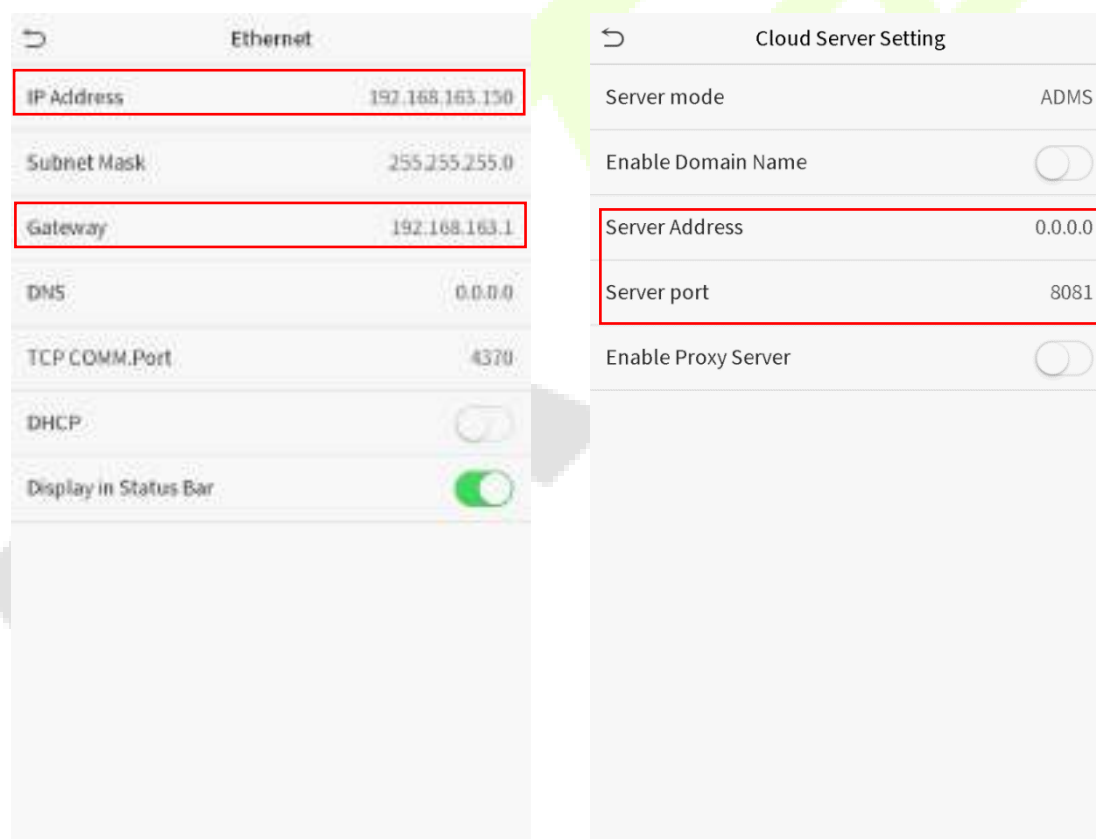 Ethernet
IP Address 192.168.163.150
Subnet Mask 255.255.255.0
Gateway 192.168.163.1
DNS 0.0.0.0
TCP COMM.Port 4370
DHCP
Display in Status Bar
Cloud Server Setting
Server mode ADMS
Enable Domain Name
Server Address 0.0.0.0
Server port 8081
Enable Proxy Server